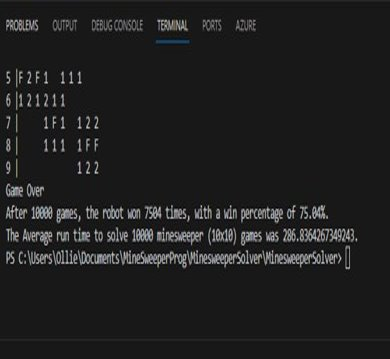 PROBLEMS OUTPUT DEBUG CONSOLE TERMINAL PORTS AZURE
5 |F 2 F 1   1 1 1
6 |1 2 1 2 1 1
7 |    1 F 1   1 2 2
8 |    1 1 1   1 F F
9 |            1 2 2
Game Over
After 10000 games, the robot won 7504 times, with a win percentage of 75.04%.
The Average run time to solve 10000 minesweeper (10x10) games was 286.8364267349243.
PS C:\Users\Ollie\Documents\MineSweeperProg\MinesweeperSolver\MinesweeperSolver>